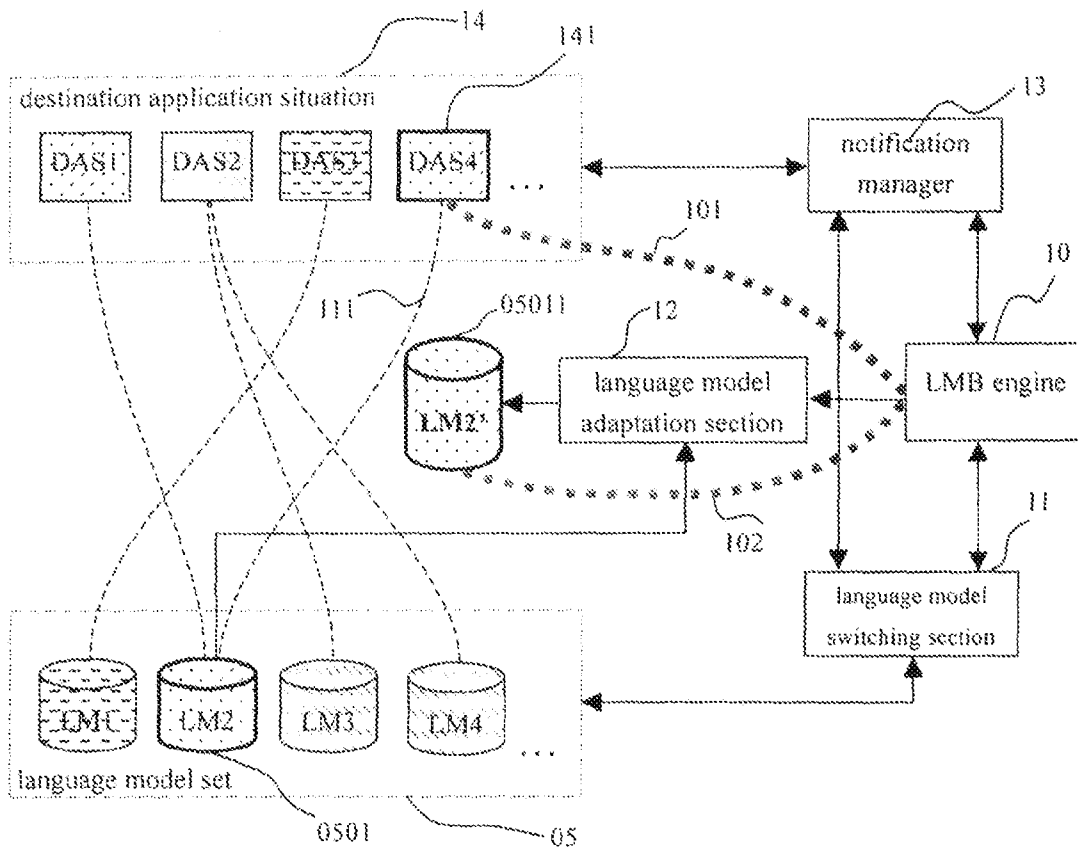 14
141
destination application situation
DAS1
DAS2
DAS3
DAS4
...
13
notification
manager
101
10
111
05011
12
LM2'
language model
adaptation section
LMB engine
102
11
language model
switching section
LM1
LM2
LM3
LM4
...
language model set
0501
05